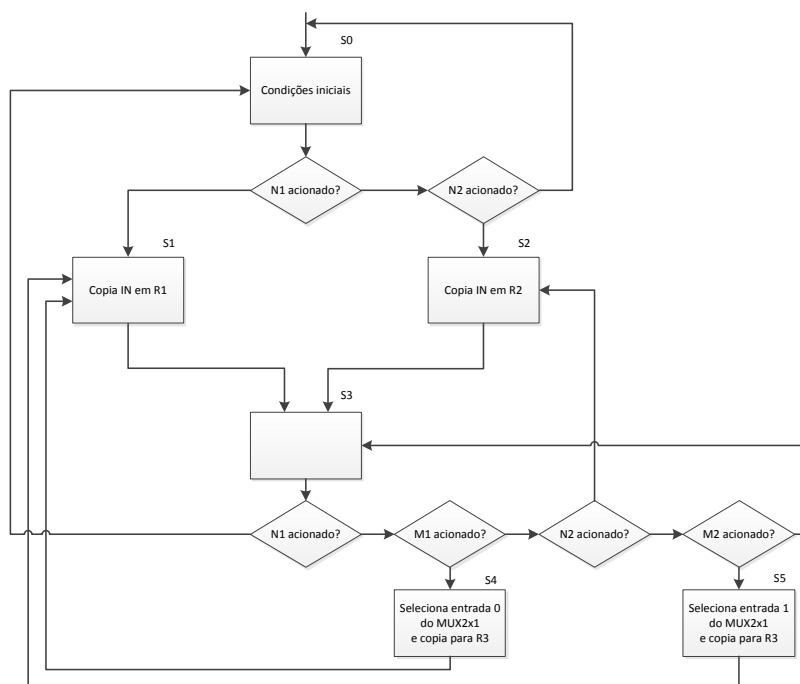 S0
Condições iniciais
N1 acionado?
N2 acionado?
S1
S2
Copia IN em R1
Copia IN em R2
S3
N1 acionado?
M1 acionado?
N2 acionado?
M2 acionado?
S4
S5
Seleciona entrada 0
do MUX2x1
e copia para R3
Seleciona entrada 1
do MUX2x1
e copia para R3